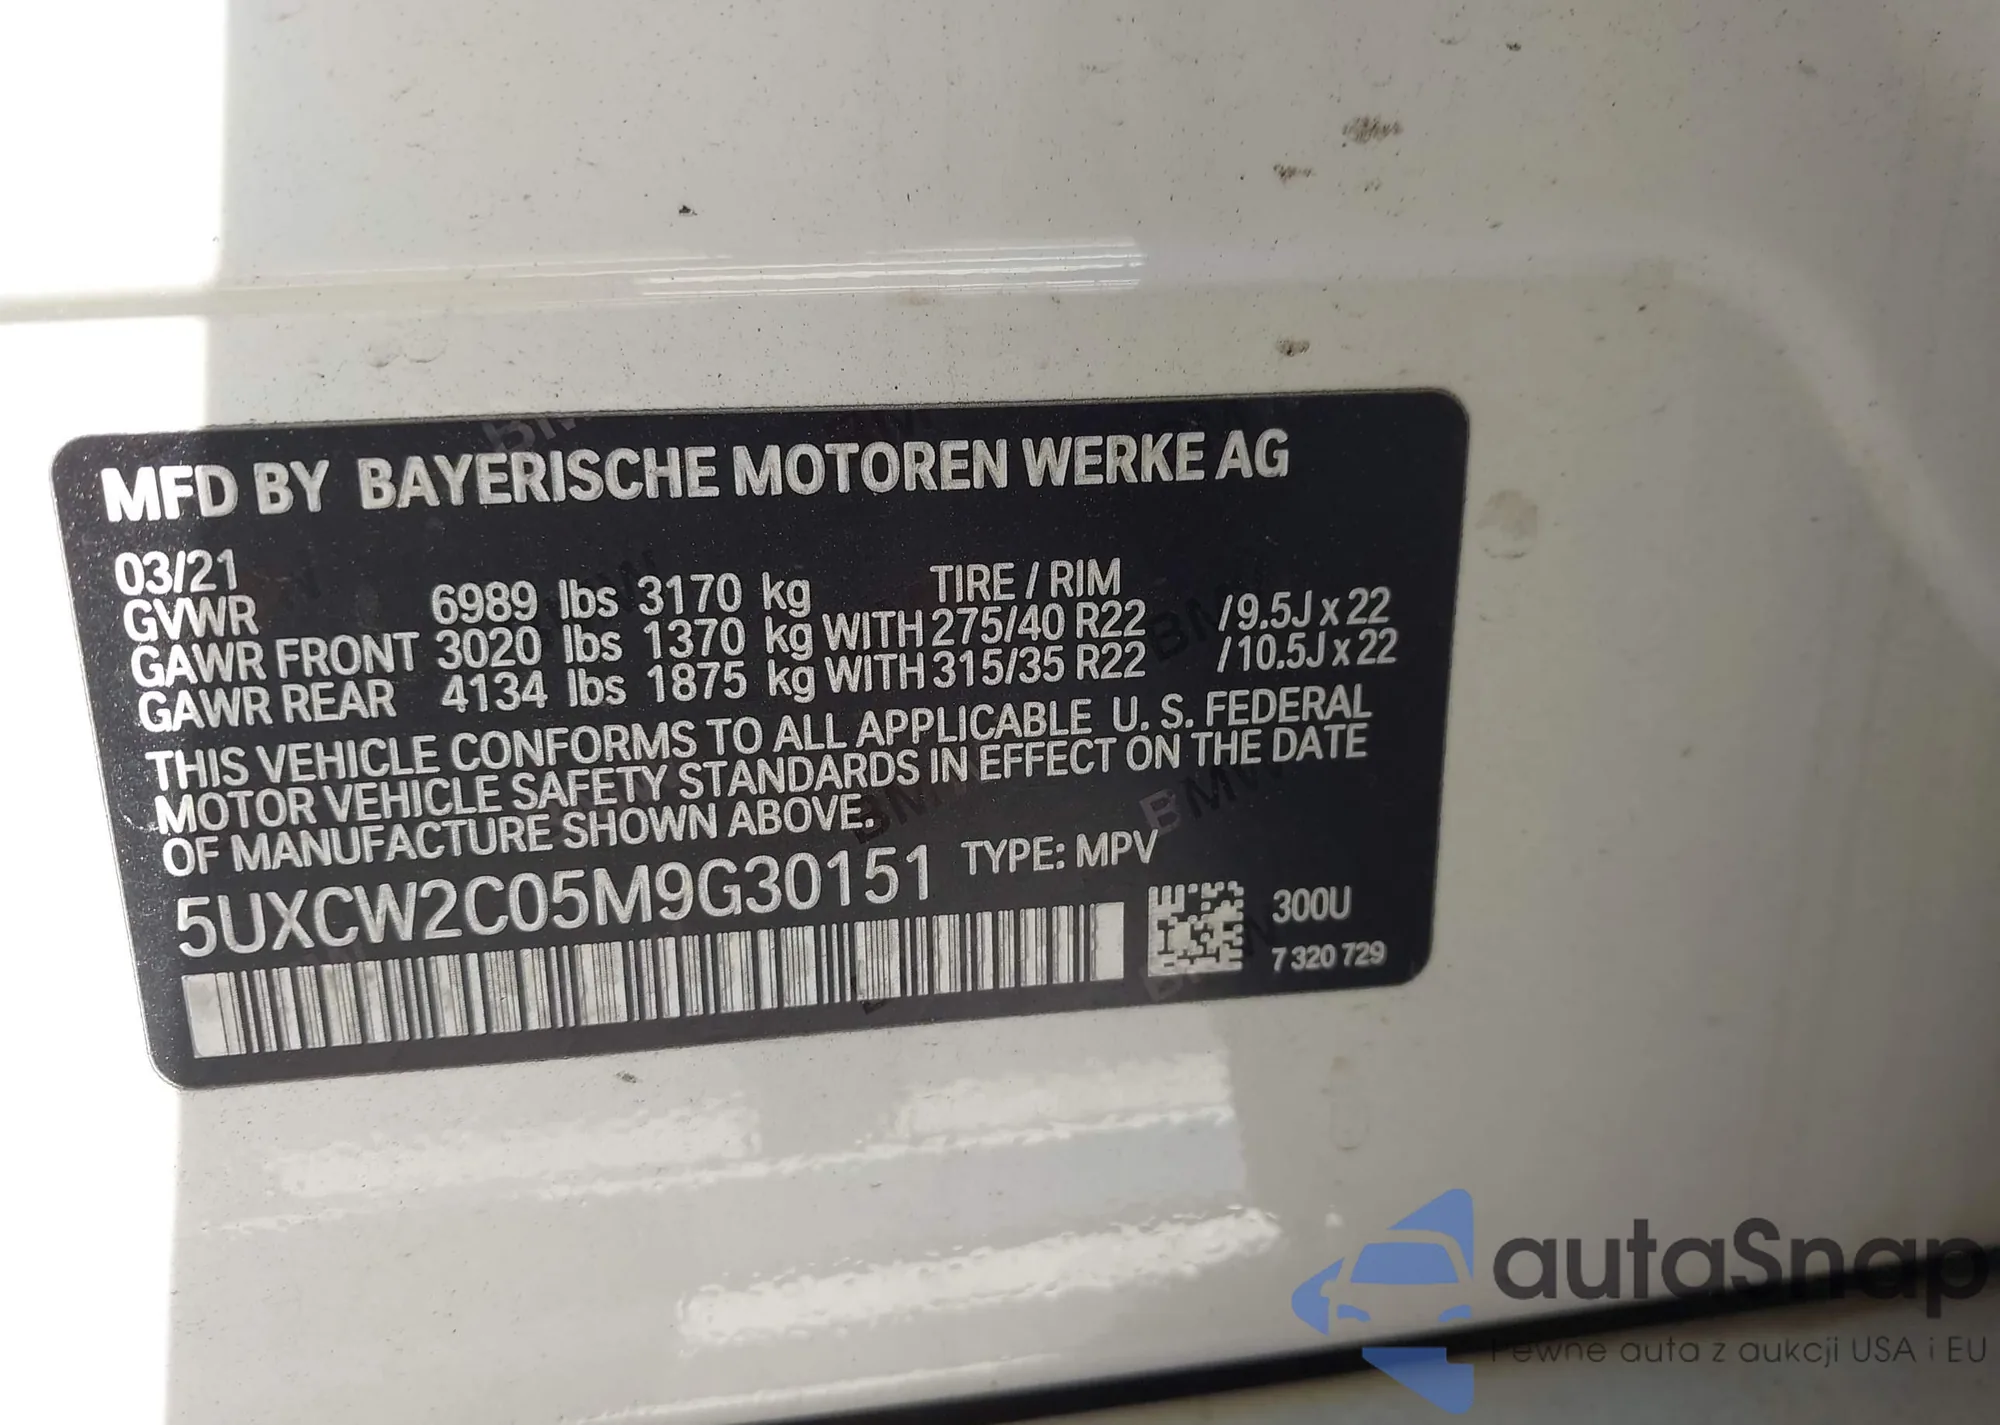 MFD BY BAYERISCHE MOTOREN WERKE AG
03/21 TIRE / RIM
GVWR 6989 lbs 3170 kg
GAWR FRONT 3020 lbs 1370 kg WITH 275/40 R22 /9.5J x 22
GAWR REAR 4134 lbs 1875 kg WITH 315/35 R22 /10.5J x 22
THIS VEHICLE CONFORMS TO ALL APPLICABLE U. S. FEDERAL
MOTOR VEHICLE SAFETY STANDARDS IN EFFECT ON THE DATE
OF MANUFACTURE SHOWN ABOVE.
5UXCW2C05M9G30151 TYPE: MPV
300U
7 320 729
autaSnap
Pewne auta z aukcji USA i EU